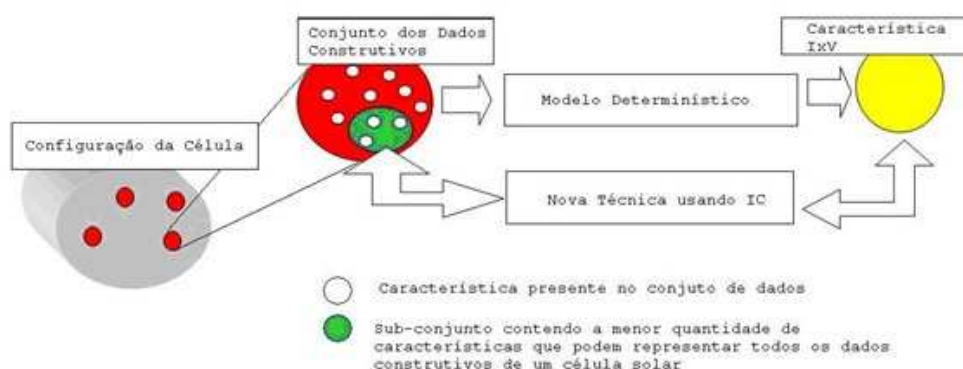 Conjunto dos Dados
Construtivos
Característica
IxV
Modelo Determinístico
Configuração da Célula
Nova Técnica usando IC
Característica presente no conjuto de dados
Sub-conjunto contendo a menor quantidade de
características que podem representar todos os dados
construtivos de um célula solar